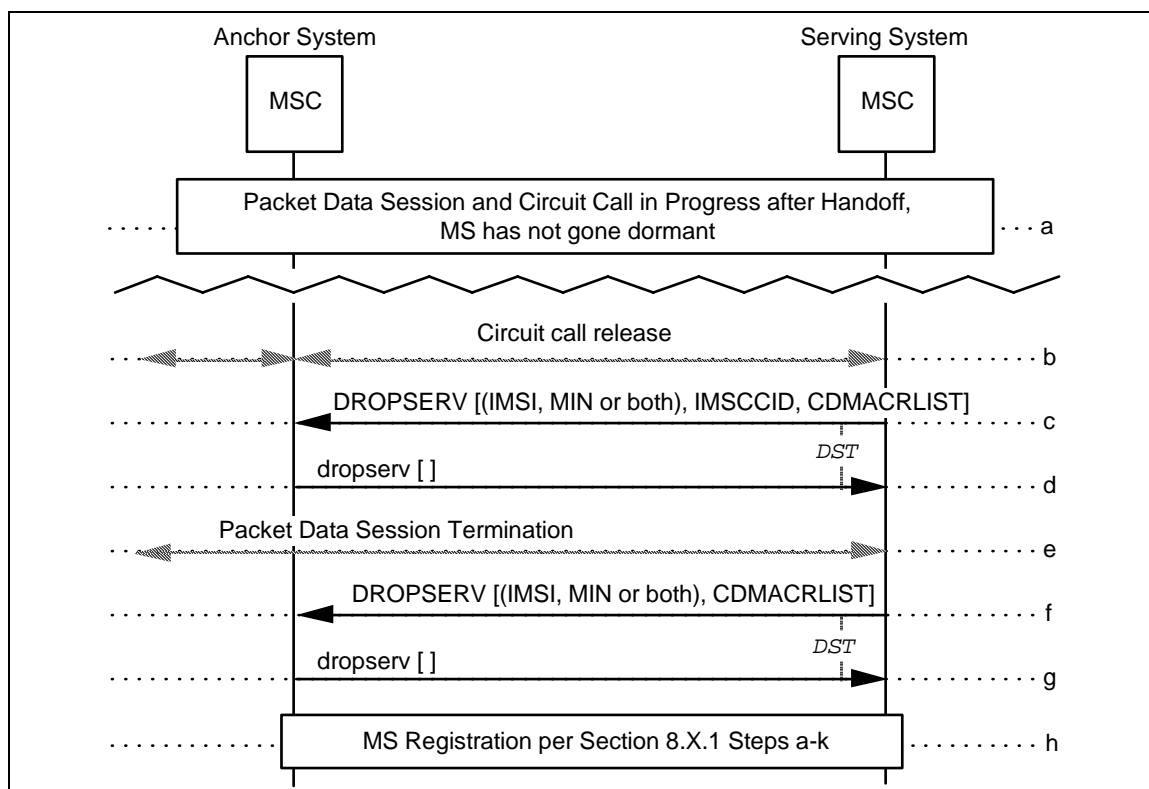 Anchor System
Serving System
MSC
MSC
Packet Data Session and Circuit Call in Progress after Handoff,
MS has not gone dormant
a
Circuit call release
b
DROPSERV [(IMSI, MIN or both), IMSCCID, CDMACRLIST]
c
DST
dropserv [ ]
d
Packet Data Session Termination
e
DROPSERV [(IMSI, MIN or both), CDMACRLIST]
f
DST
dropserv [ ]
g
MS Registration per Section 8.X.1 Steps a-k
h